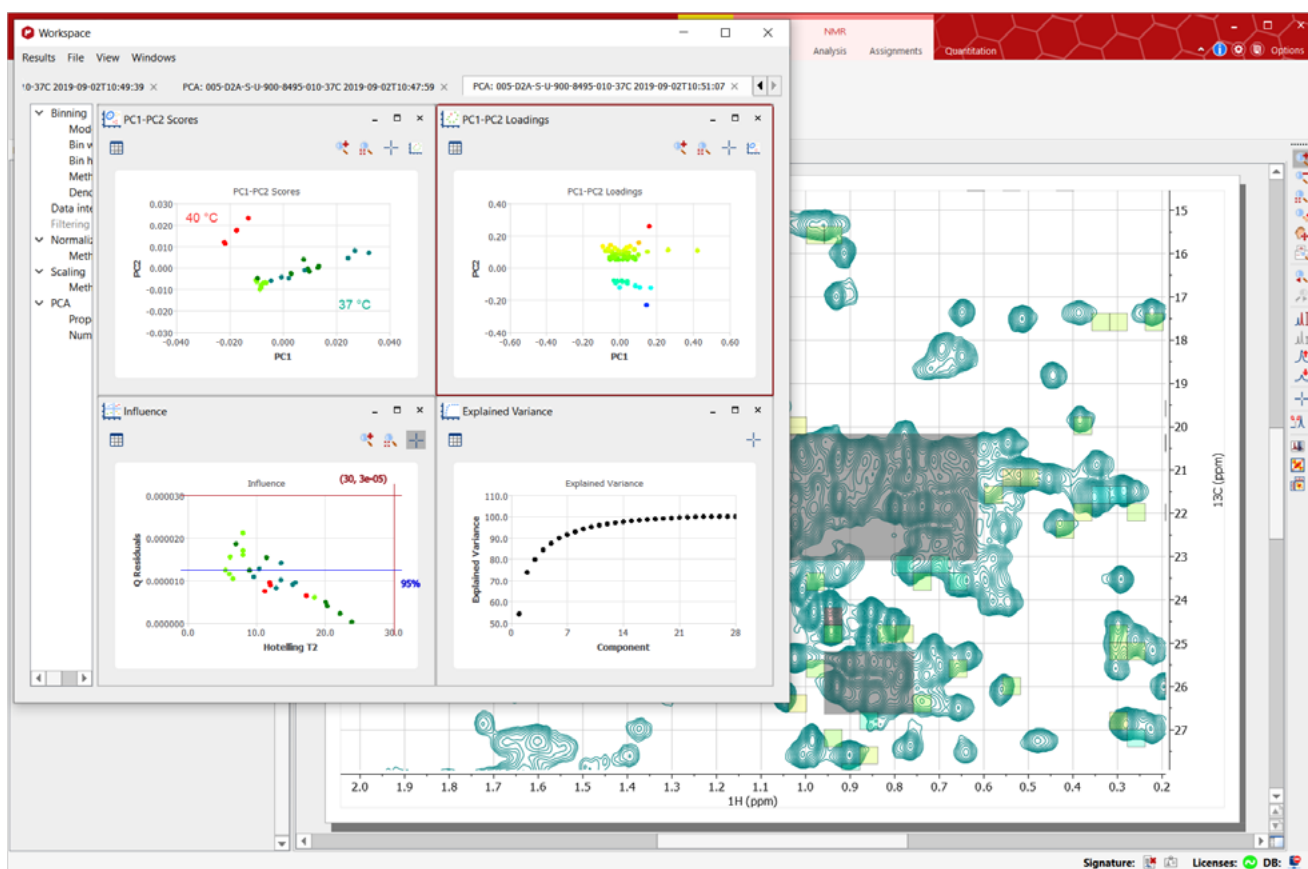 Workspace
NMR
Analysis Assignments Quantitation
Options
Results File View Windows
10-37C 2019-09-02T10:49:39 PCA: 005-D2A-S-U-900-8495-010-37C 2019-09-02T10:47:59 PCA: 005-D2A-S-U-900-8495-010-37C 2019-09-02T10:51:07
Binning
Mod
Bin w
Bin h
Meth
Denc
Data inte
Filtering
Normaliz
Meth
Scaling
Meth
PCA
Prop
Num
PC1-PC2 Scores
PC1-PC2 Scores
0.030
0.020
0.010
0.000
-0.010
-0.020
-0.030
PC2
40 °C
37 °C
-0.040 -0.020 0.000 0.020 0.040
PC1
PC1-PC2 Loadings
PC1-PC2 Loadings
0.40
0.20
0.00
-0.20
-0.40
PC2
-0.40 -0.20 0.00 0.20 0.40 0.60
PC1
Influence
Influence
(30, 3e-05)
0.000030
0.000020
0.000010
0.000000
Q Residuals
95%
0.0 10.0 20.0 30.0
Hotelling T2
Explained Variance
Explained Variance
110.0
100.0
90.0
80.0
70.0
60.0
50.0
Explained Variance
0 7 14 21 28
Component
15
16
17
18
19
20
21
22
23
24
25
26
27
13C (ppm)
2.0 1.9 1.8 1.7 1.6 1.5 1.4 1.3 1.2 1.1 1.0 0.9 0.8 0.7 0.6 0.5 0.4 0.3 0.2
1H (ppm)
Signature: Licenses: DB: